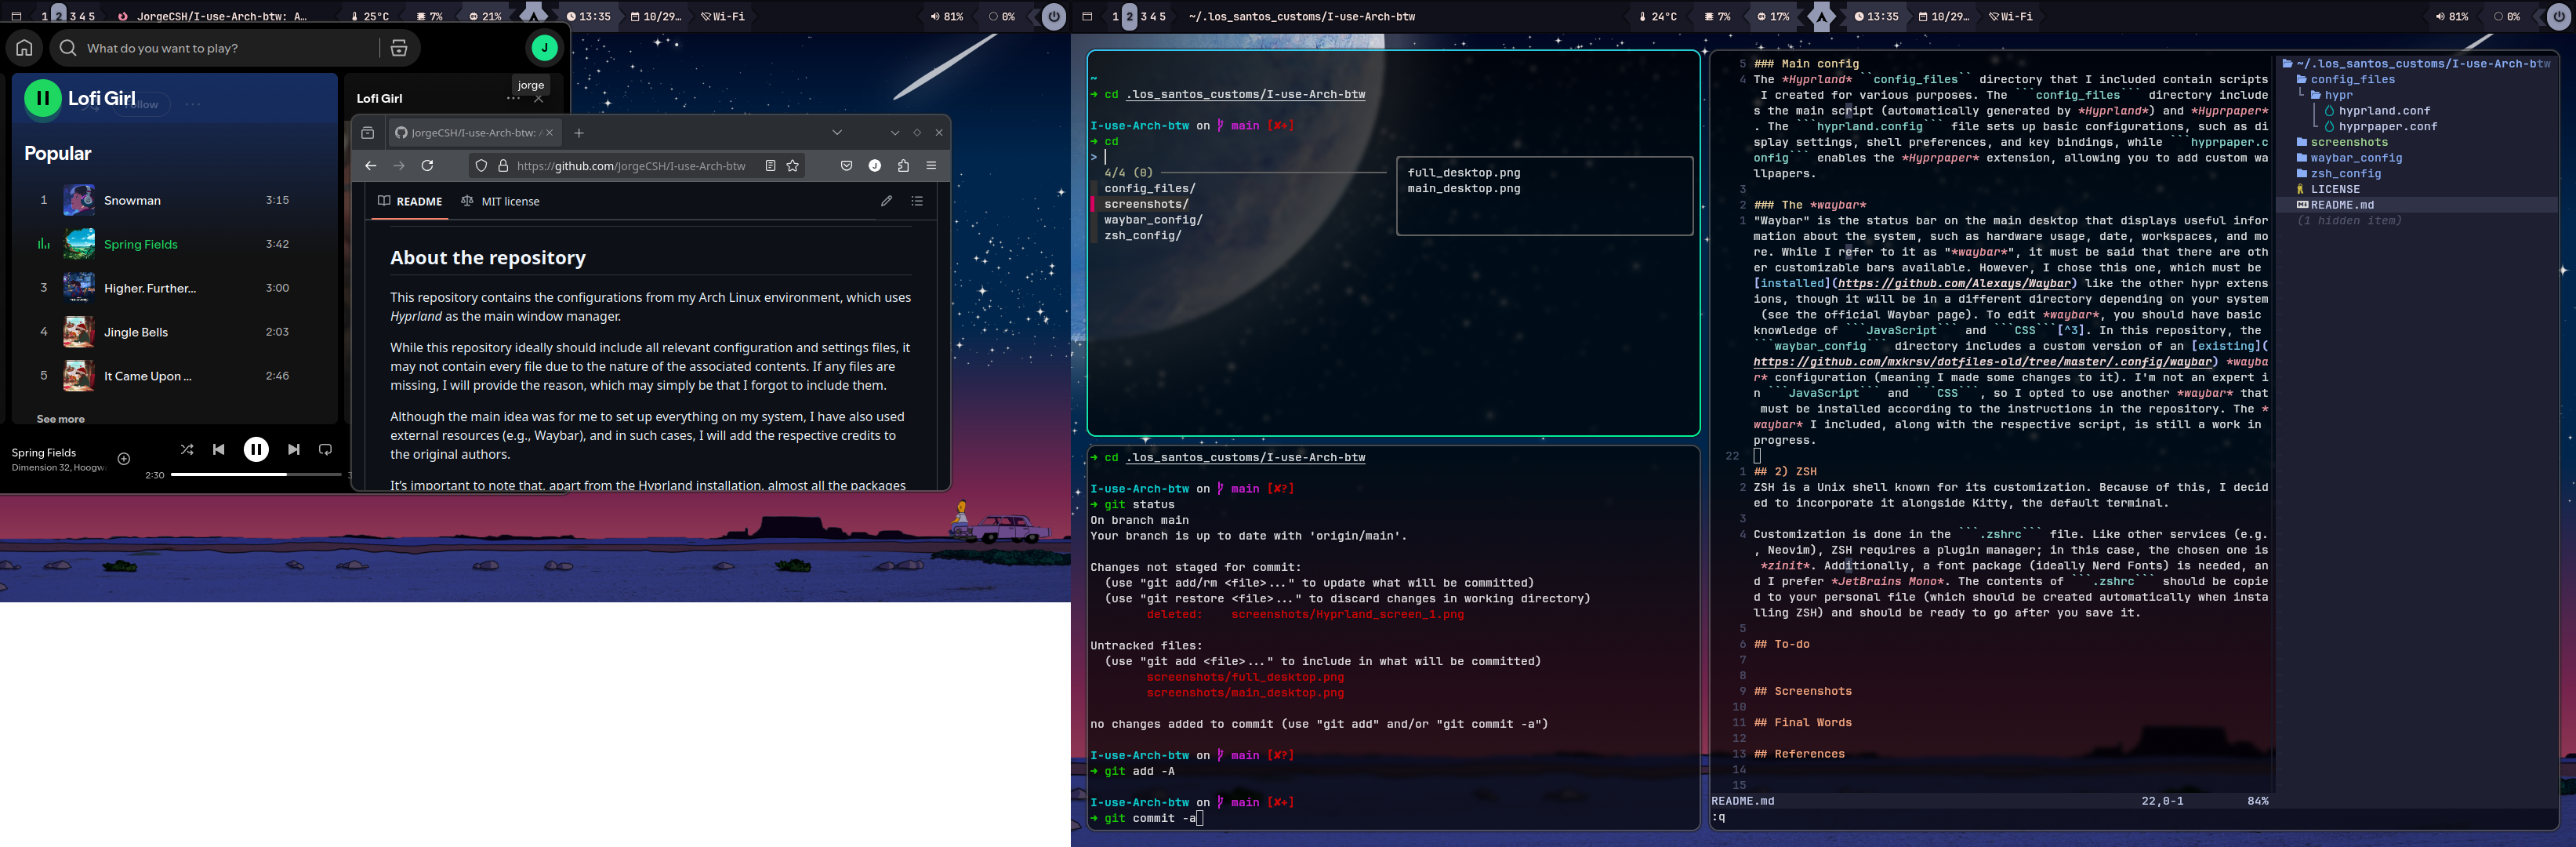 1 2 3 4 5 JorgeCSH/I-use-Arch-btw: A… 25°C 7% 21% 13:35 10/29… Wi-Fi 81% 0%
What do you want to play?
J
jorge
Lofi Girl
Follow
Popular
1 Snowman 3:15
Spring Fields 3:42
3 Higher. Further... 3:00
4 Jingle Bells 2:03
5 It Came Upon ... 2:46
See more
Spring Fields
Dimension 32, Hoogw
2:30
Lofi Girl
JorgeCSH/I-use-Arch-btw: A
https://github.com/JorgeCSH/I-use-Arch-btw
README MIT license
About the repository
This repository contains the configurations from my Arch Linux environment, which uses
Hyprland as the main window manager.
While this repository ideally should include all relevant configuration and settings files, it
may not contain every file due to the nature of the associated contents. If any files are
missing, I will provide the reason, which may simply be that I forgot to include them.
Although the main idea was for me to set up everything on my system, I have also used
external resources (e.g., Waybar), and in such cases, I will add the respective credits to
the original authors.
It's important to note that, apart from the Hyprland installation, almost all the packages
1 2 3 4 5 ~/.los_santos_customs/I-use-Arch-btw 24°C 7% 17% 13:35 10/29… Wi-Fi 81% 0%
~
➜ cd .los_santos_customs/I-use-Arch-btw
I-use-Arch-btw on main [✘+]
➜ cd
>
4/4 (0)
config_files/
screenshots/
waybar_config/
zsh_config/
full_desktop.png
main_desktop.png
➜ cd .los_santos_customs/I-use-Arch-btw
I-use-Arch-btw on main [✘?]
➜ git status
On branch main
Your branch is up to date with 'origin/main'.
Changes not staged for commit:
(use "git add/rm <file>..." to update what will be committed)
(use "git restore <file>..." to discard changes in working directory)
deleted: screenshots/Hyprland_screen_1.png
Untracked files:
(use "git add <file>..." to include in what will be committed)
screenshots/full_desktop.png
screenshots/main_desktop.png
no changes added to commit (use "git add" and/or "git commit -a")
I-use-Arch-btw on main [✘?]
➜ git add -A
I-use-Arch-btw on main [✘+]
➜ git commit -a
5 ### Main config
4 The *Hyprland* ```config_files``` directory that I included contain scripts
I created for various purposes. The ```config_files``` directory include
s the main script (automatically generated by *Hyprland*) and *Hyprpaper*
. The ```hyprland.config``` file sets up basic configurations, such as di
splay settings, shell preferences, and key bindings, while ```hyprpaper.c
onfig``` enables the *Hyprpaper* extension, allowing you to add custom wa
llpapers.
3
2 ### The *waybar*
1 "Waybar" is the status bar on the main desktop that displays useful infor
mation about the system, such as hardware usage, date, workspaces, and mo
re. While I refer to it as "*waybar*", it must be said that there are oth
er customizable bars available. However, I chose this one, which must be
[installed](https://github.com/Alexays/Waybar) like the other hypr extens
ions, though it will be in a different directory depending on your system
(see the official Waybar page). To edit *waybar*, you should have basic
knowledge of ```JavaScript``` and ```CSS```[^3]. In this repository, the
```waybar_config``` directory includes a custom version of an [existing](
https://github.com/mxkrsv/dotfiles-old/tree/master/.config/waybar) *wayba
r* configuration (meaning I made some changes to it). I'm not an expert i
n ```JavaScript``` and ```CSS```, so I opted to use another *waybar* that
must be installed according to the instructions in the repository. The *
waybar* I included, along with the respective script, is still a work in
progress.
22
1 ## 2) ZSH
2 ZSH is a Unix shell known for its customization. Because of this, I decid
ed to incorporate it alongside Kitty, the default terminal.
3
4 Customization is done in the ```.zshrc``` file. Like other services (e.g.
, Neovim), ZSH requires a plugin manager; in this case, the chosen one is
*zinit*. Additionally, a font package (ideally Nerd Fonts) is needed, an
d I prefer *JetBrains Mono*. The contents of ```.zshrc``` should be copie
d to your personal file (which should be created automatically when insta
lling ZSH) and should be ready to go after you save it.
5
6 ## To-do
7
8
9 ## Screenshots
10
11 ## Final Words
12
13 ## References
14
15
README.md 22,0-1 84%
:q
~/.los_santos_customs/I-use-Arch-btw
config_files
hypr
hyprland.conf
hyprpaper.conf
screenshots
waybar_config
zsh_config
LICENSE
README.md
(1 hidden item)